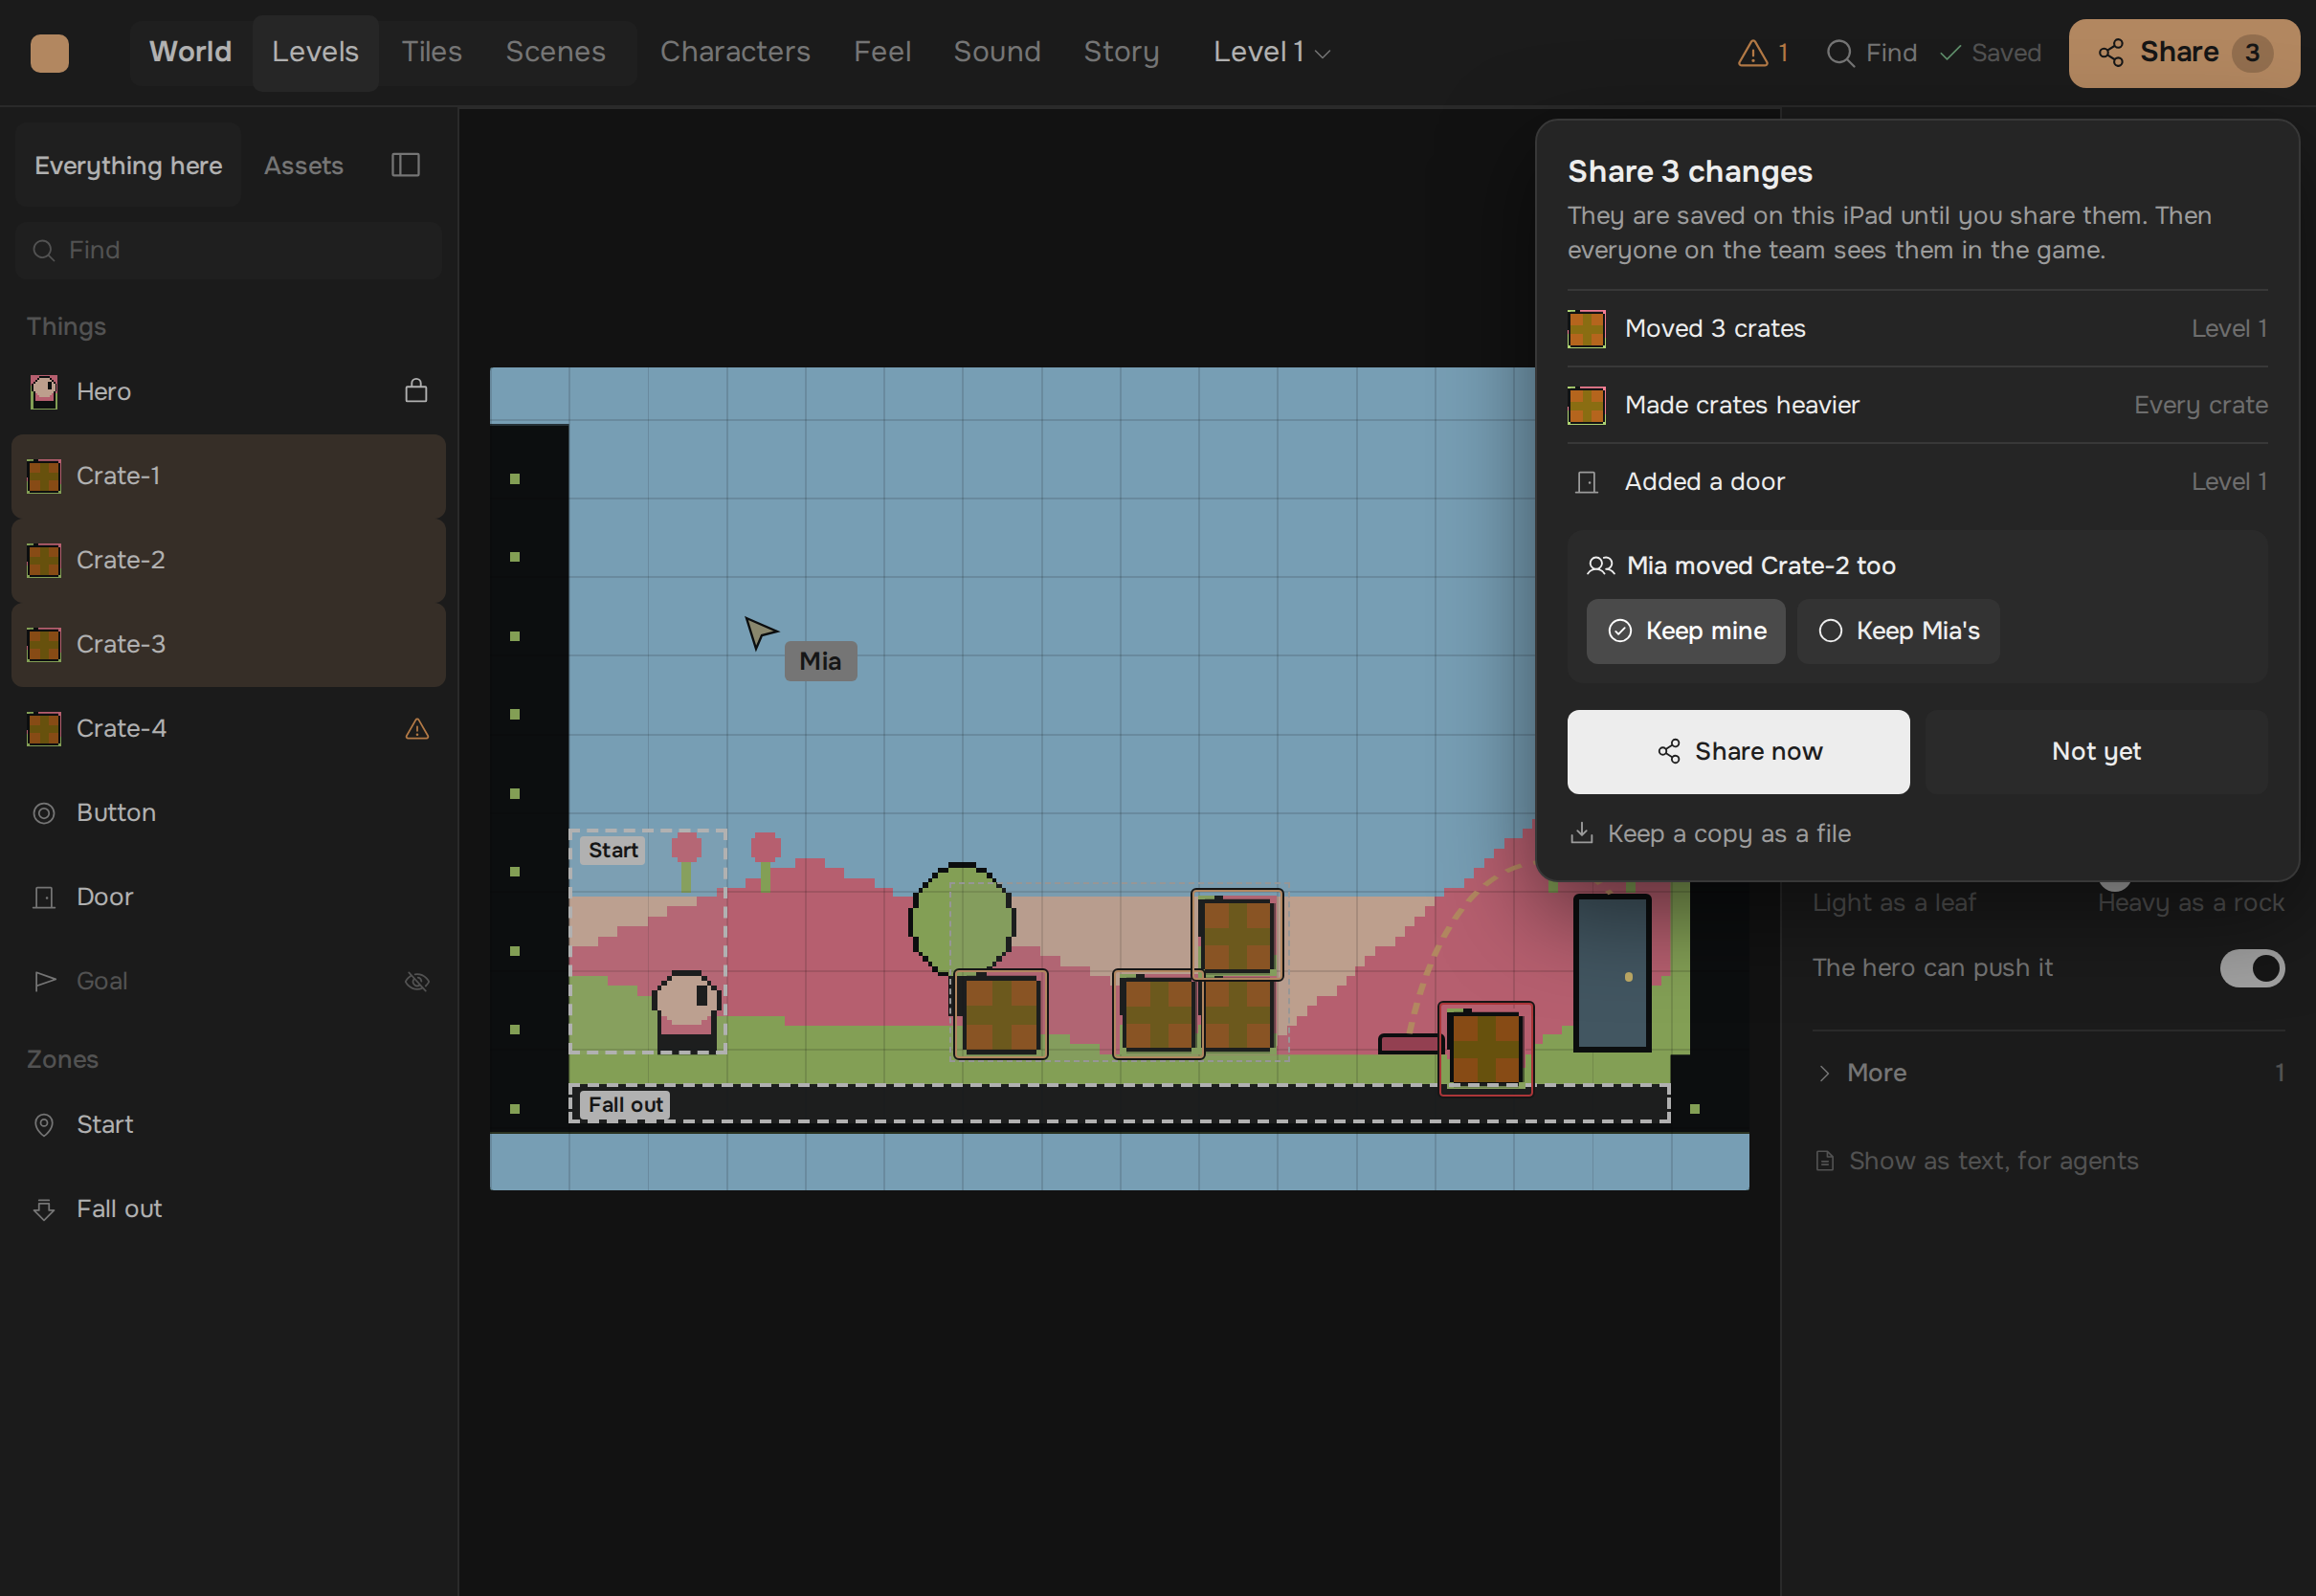 World Levels Tiles Scenes Characters Feel Sound Story Level 1
1 Find Saved Share 3
Everything here Assets
Find
Things
Hero
Crate-1
Crate-2
Crate-3
Crate-4
Button
Door
Goal
Zones
Start
Fall out
Mia
Start
Fall out
Share 3 changes
They are saved on this iPad until you share them. Then
everyone on the team sees them in the game.
Moved 3 crates Level 1
Made crates heavier Every crate
Added a door Level 1
Mia moved Crate-2 too
Keep mine Keep Mia's
Share now Not yet
Keep a copy as a file
Light as a leaf Heavy as a rock
The hero can push it
More 1
Show as text, for agents